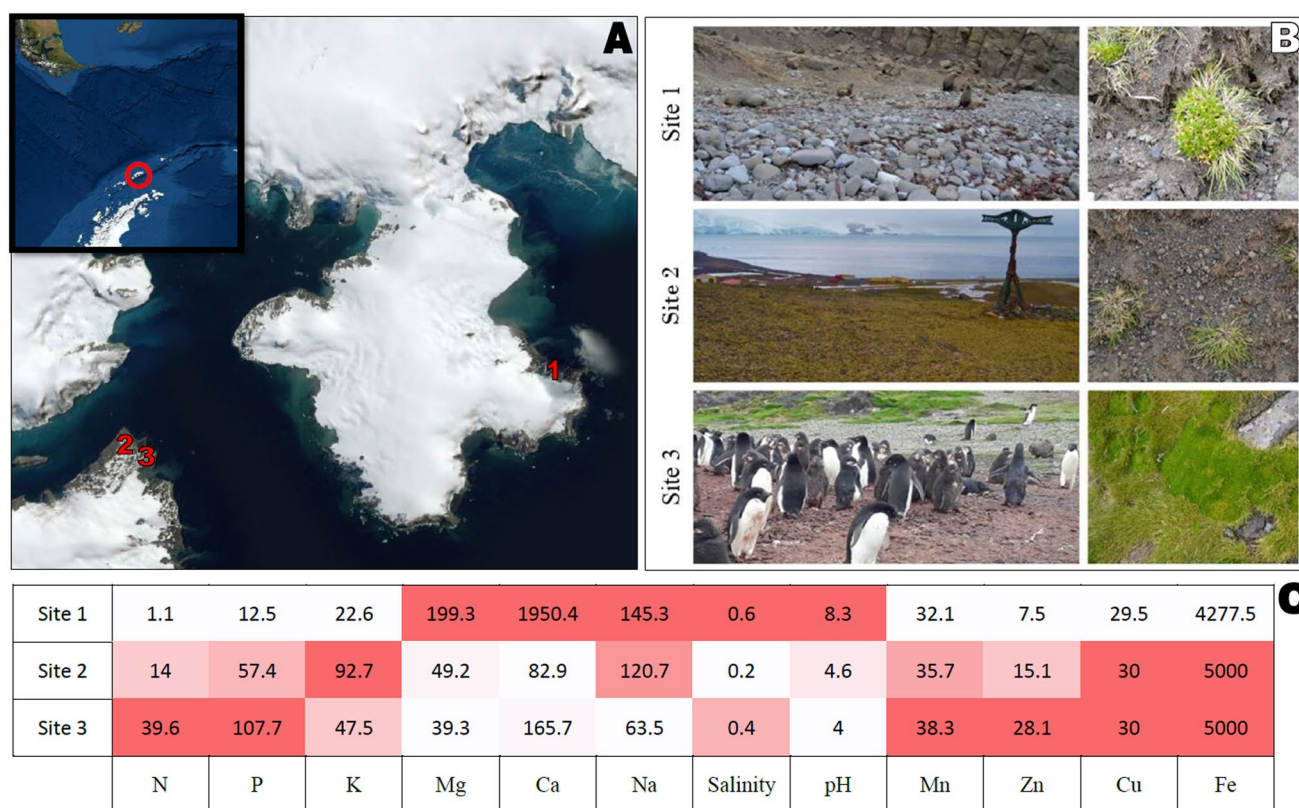 A
1
2
3
B
Site 1
Site 2
Site 3
C
Site 1 1.1 12.5 22.6 199.3 1950.4 145.3 0.6 8.3 32.1 7.5 29.5 4277.5
Site 2 14 57.4 92.7 49.2 82.9 120.7 0.2 4.6 35.7 15.1 30 5000
Site 3 39.6 107.7 47.5 39.3 165.7 63.5 0.4 4 38.3 28.1 30 5000
N P K Mg Ca Na Salinity pH Mn Zn Cu Fe